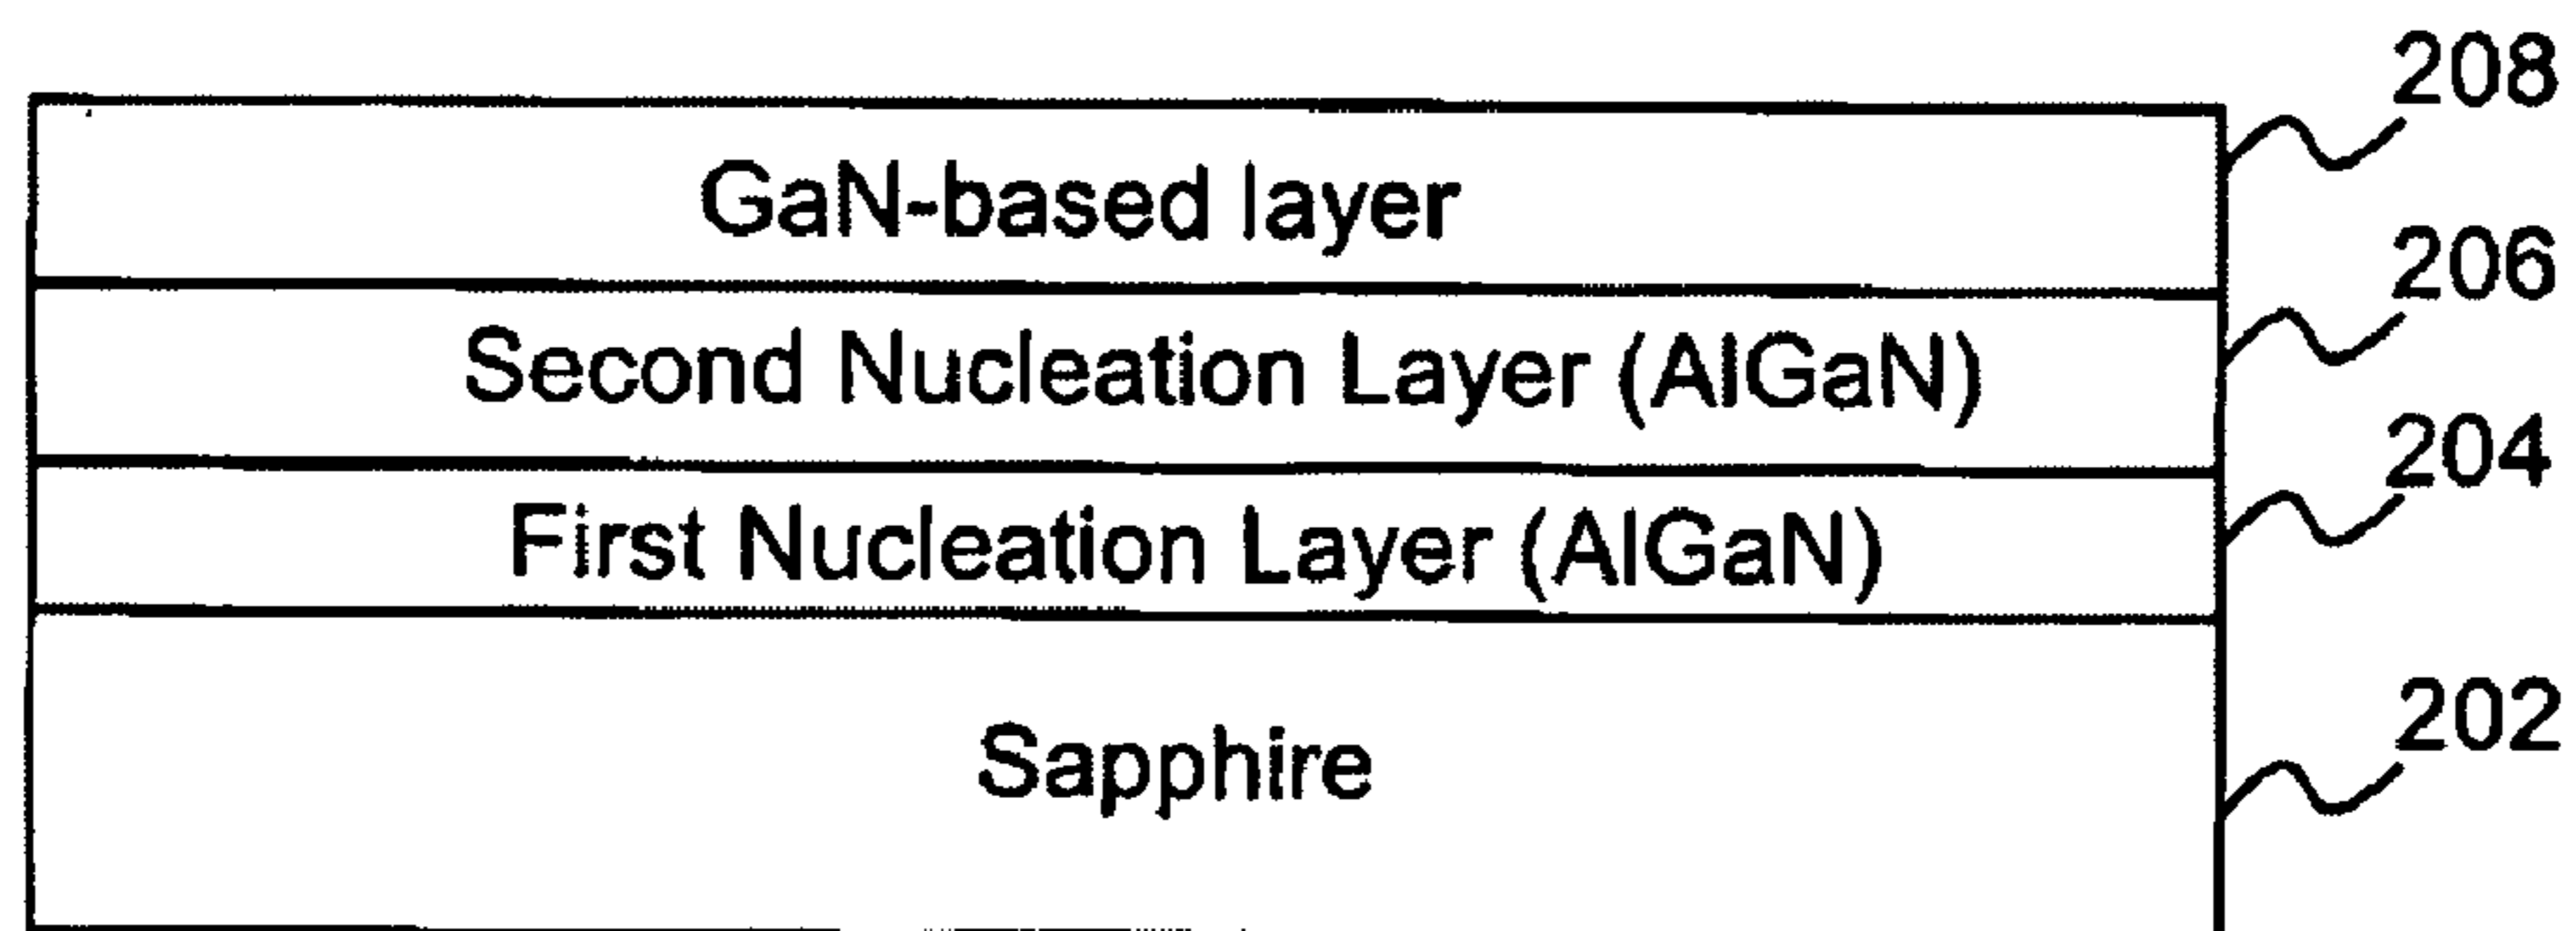 208
GaN-based layer
206
Second Nucleation Layer (AlGaN)
204
First Nucleation Layer (AlGaN)
202
Sapphire